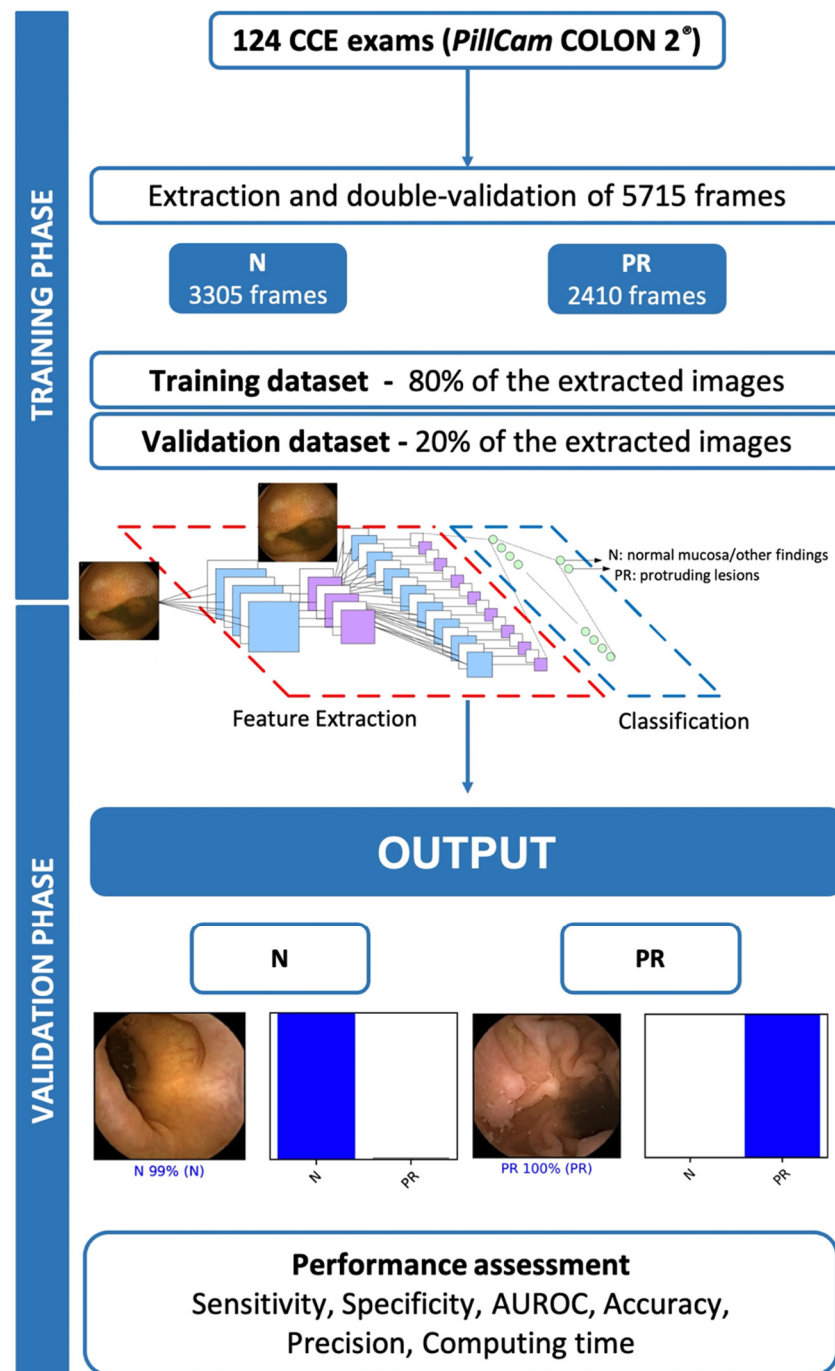 124 CCE exams (PillCam COLON 2®)
TRAINING PHASE
Extraction and double-validation of 5715 frames
N
3305 frames
PR
2410 frames
Training dataset - 80% of the extracted images
Validation dataset - 20% of the extracted images
N: normal mucosa/other findings
PR: protruding lesions
Feature Extraction
Classification
VALIDATION PHASE
OUTPUT
N
PR
N 99% (N)
N
PR
PR 100% (PR)
N
PR
Performance assessment
Sensitivity, Specificity, AUROC, Accuracy,
Precision, Computing time